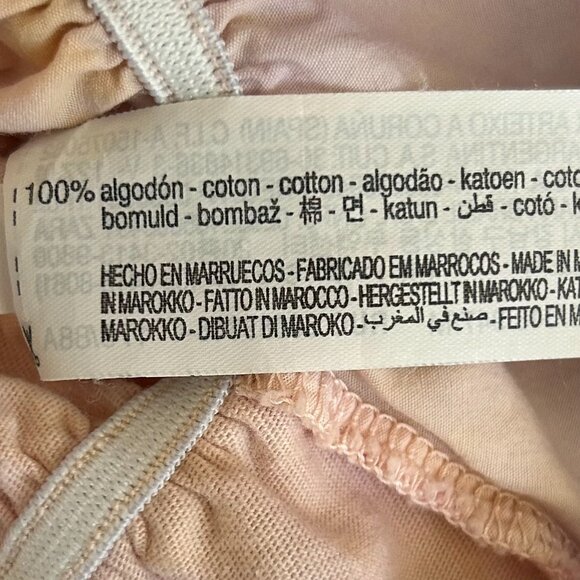 100% algodón - coton - cotton - algodão - katoen - coto
bomuld - bombaž - 棉 - 면 - katun - قطن - cotó - k
HECHO EN MARRUECOS - FABRICADO EM MARROCOS - MADE IN M
IN MAROKKO - FATTO IN MAROCCO - HERGESTELLT IN MAROKKO - KAT
MAROKKO - DIBUAT DI MAROKO - صنع في المغرب - FEITO EN M